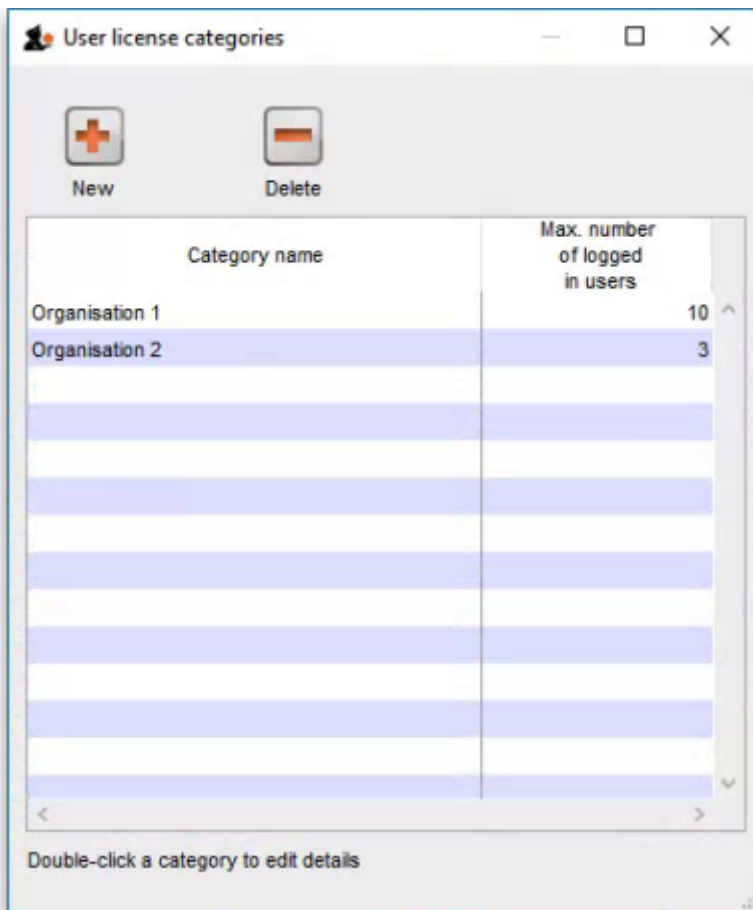 User license categories
New
Delete
Category name
Max. number
of logged
in users
Organisation 1
10
Organisation 2
3
Double-click a category to edit details